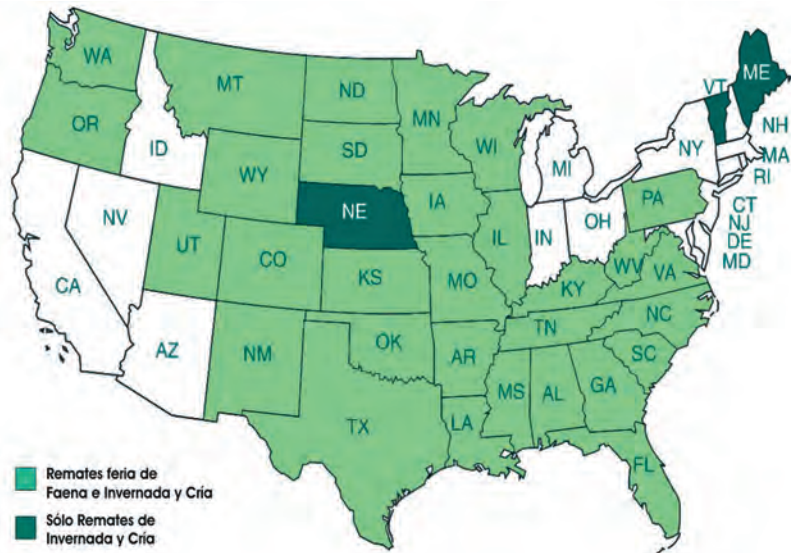 WA
MT
ND
MN
VT
ME
OR
ID
SD
WI
NH
NY
MA
WY
MI
RI
NE
IA
PA
CT
NV
UT
IL
IN
OH
NJ
DE
CO
WV
VA
MD
CA
KS
MO
KY
NC
TN
AZ
NM
OK
AR
SC
MS
AL
GA
TX
LA
FL
Remates feria de
Faena e Invernada y Cría
Sólo Remates de
Invernada y Cría